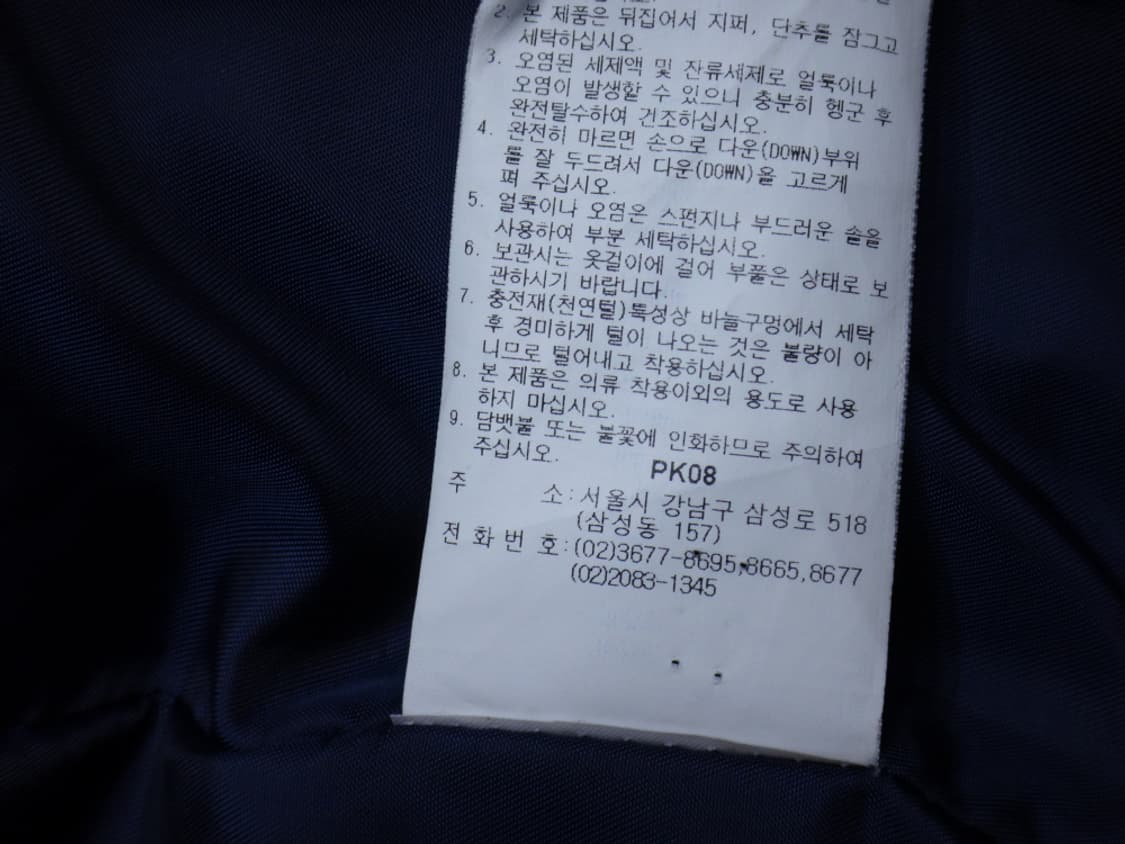 2. 본 제품은 뒤집어서 지퍼, 단추를 잠그고
세탁하십시오.
3. 오염된 세제액 및 잔류세제로 얼룩이나
오염이 발생할 수 있으니 충분히 헹군 후
완전탈수하여 건조하십시오.
4. 완전히 마르면 손으로 다운(DOWN)부위
를 잘 두드려서 다운(DOWN)을 고르게
펴 주십시오.
5. 얼룩이나 오염은 스펀지나 부드러운 솔을
사용하여 부분 세탁하십시오.
6. 보관시는 옷걸이에 걸어 부풀은 상태로 보
관하시기 바랍니다.
7. 충전재(천연털)특성상 바늘구멍에서 세탁
후 경미하게 털이 나오는 것은 불량이 아
니므로 털어내고 착용하십시오.
8. 본 제품은 의류 착용이외의 용도로 사용
하지 마십시오.
9. 담뱃불 또는 불꽃에 인화하므로 주의하여
주십시오.
PK08
주 소:서울시 강남구 삼성로 518
(삼성동 157)
전 화 번 호:(02)3677-8695,8665,8677
(02)2083-1345